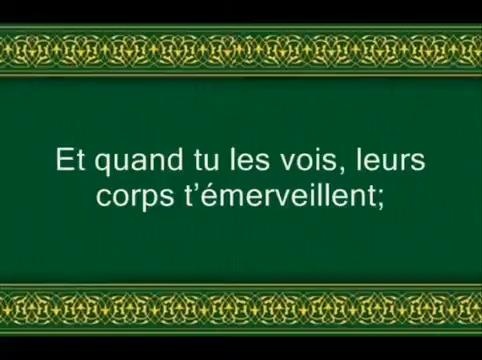 Et quand tu les vois, leurs
corps t’émerveillent;